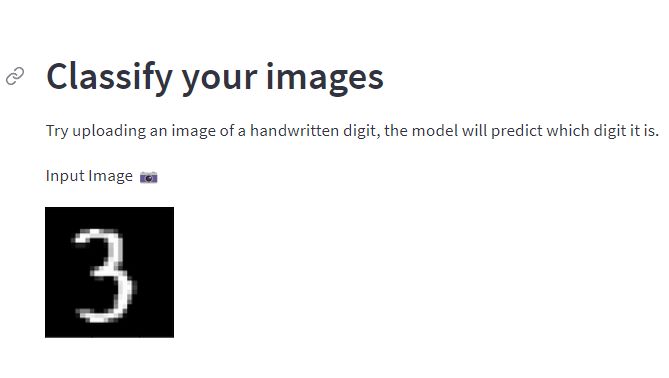 Classify your images
Try uploading an image of a handwritten digit, the model will predict which digit it is.
Input Image 📷
3